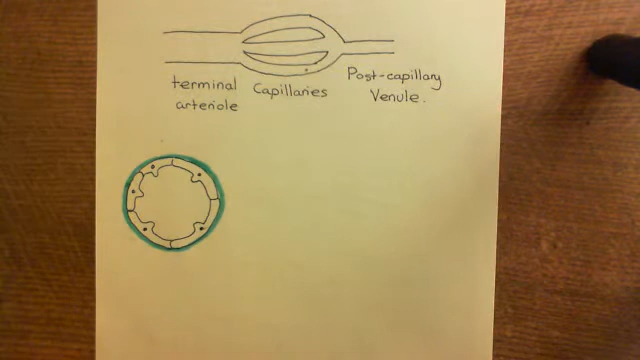 terminal
arteriole
Capillaries
Post-capillary
Venule.